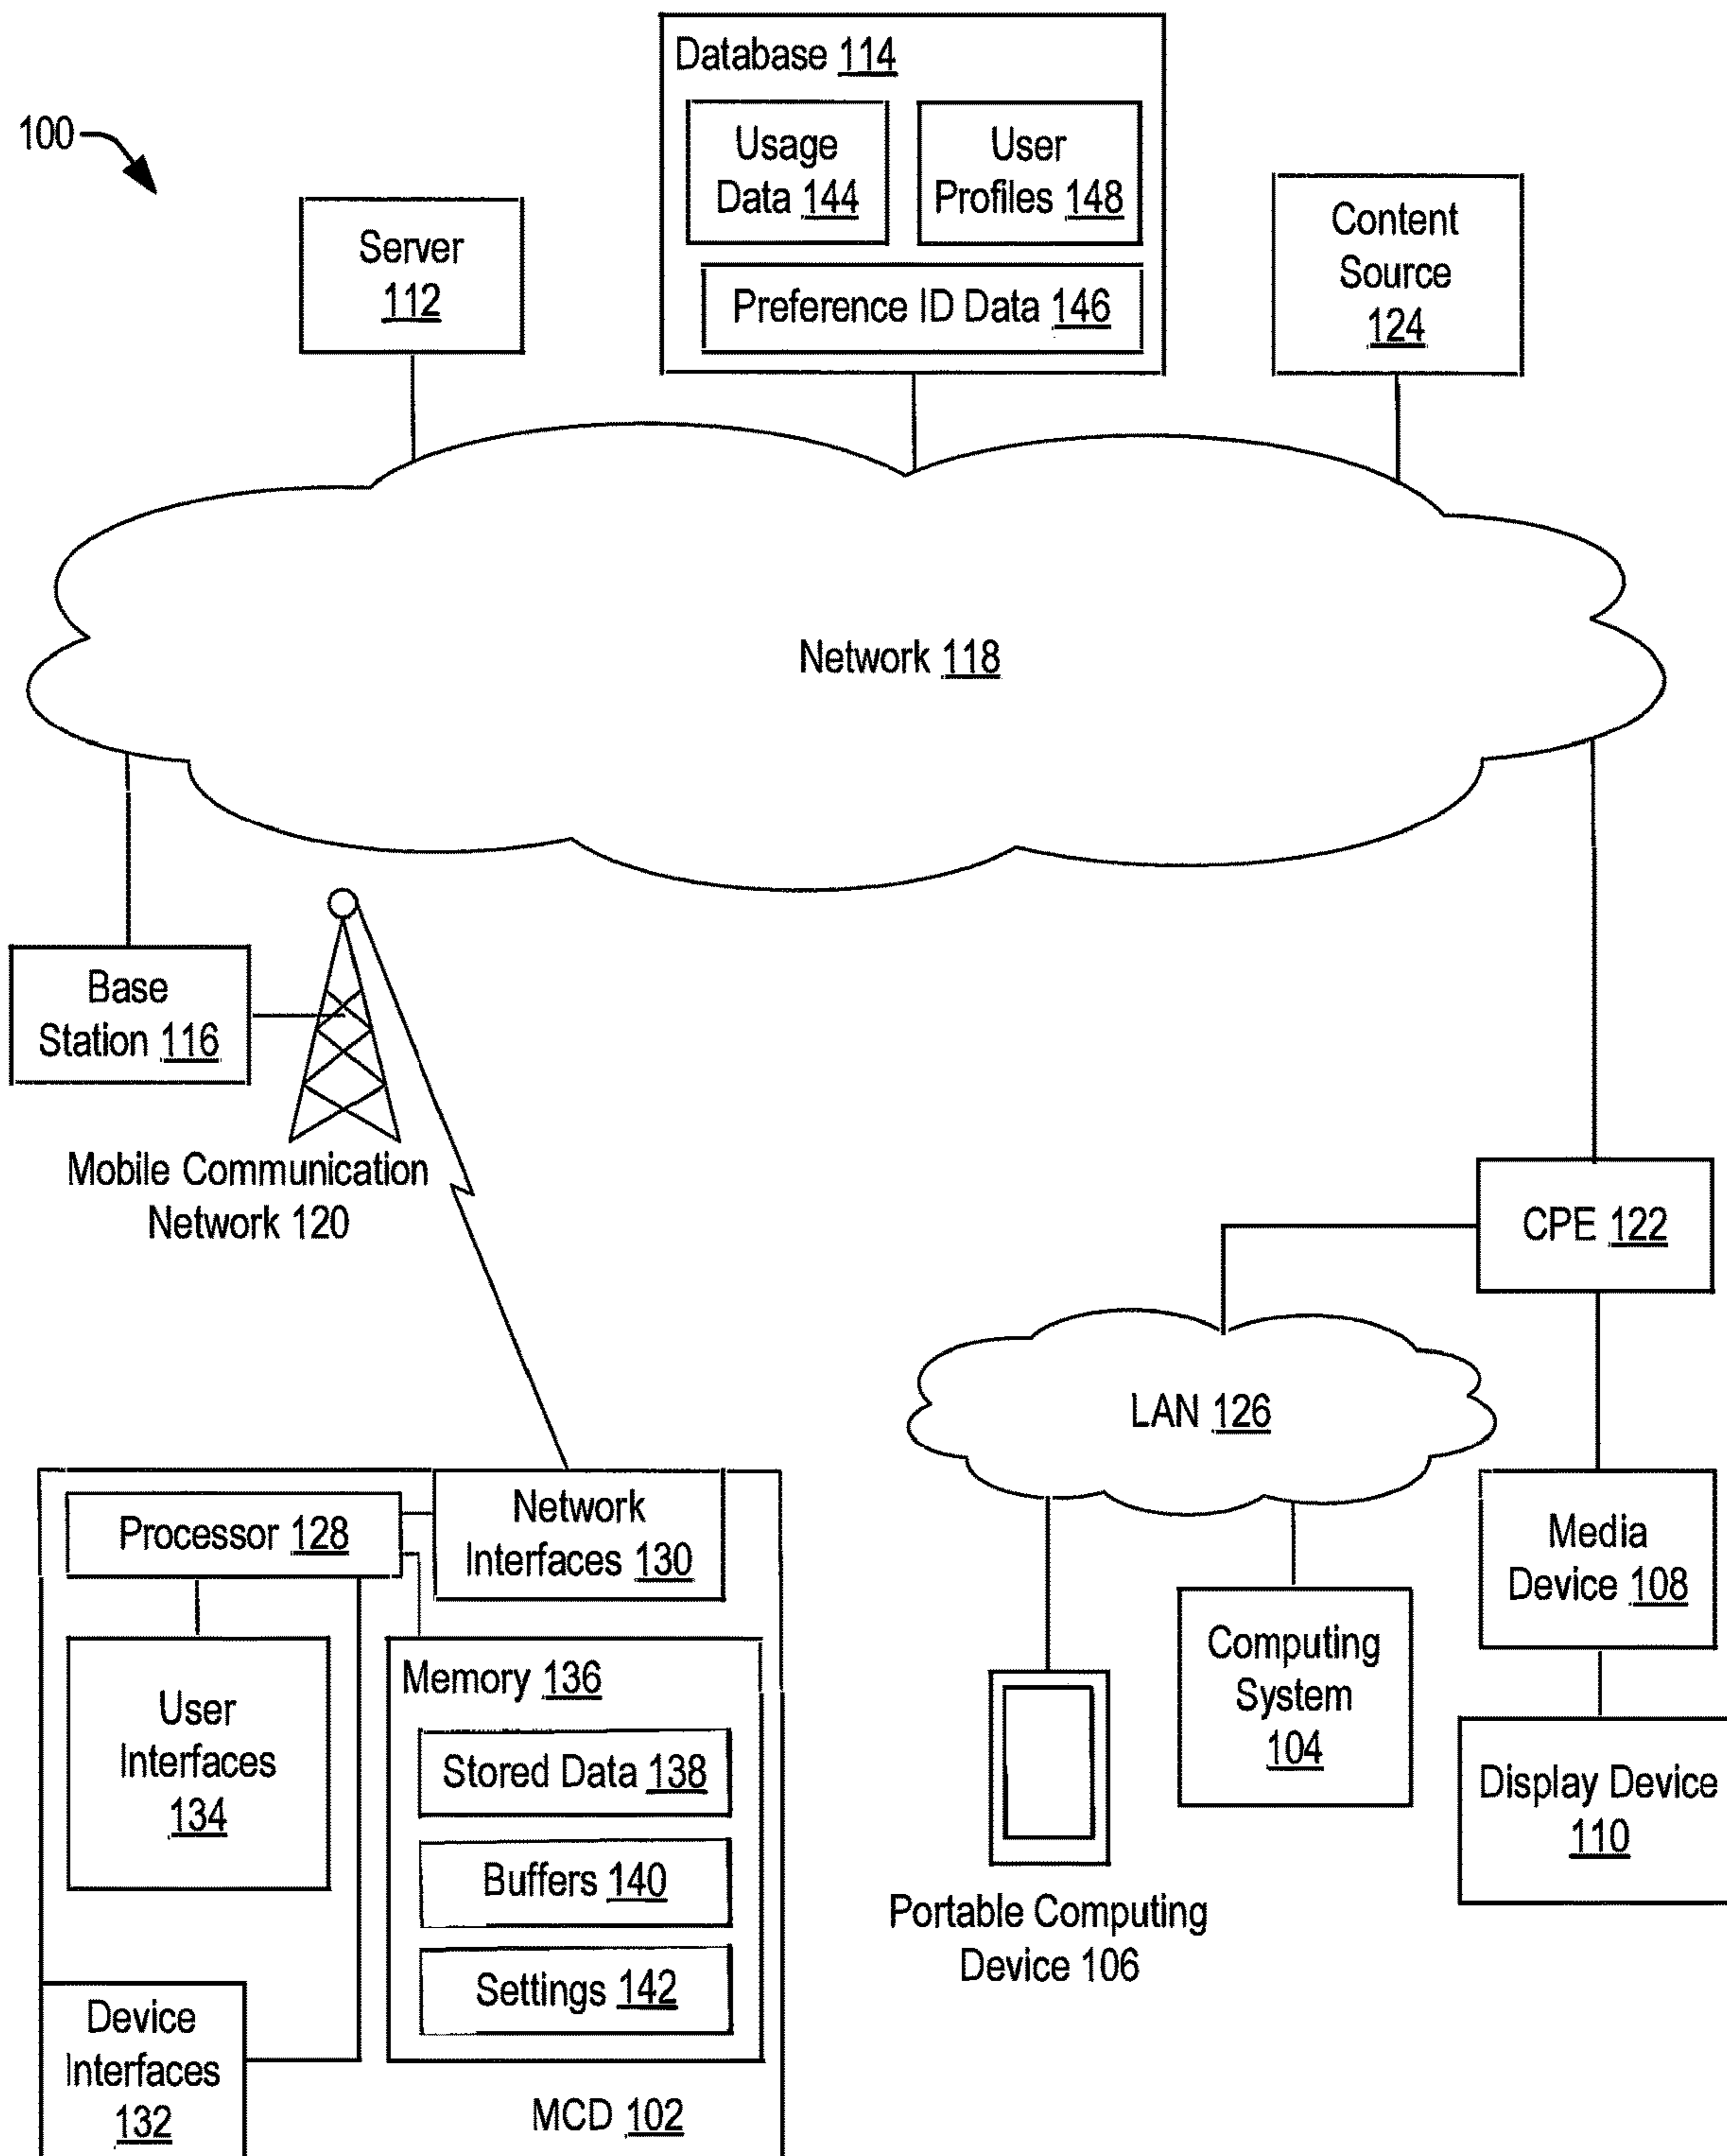 Database 114
100
Usage
Data 144
User
Profiles 148
Preference ID Data 146
Server
112
Content
Source
124
Network 118
Base
Station 116
Mobile Communication
Network 120
CPE 122
LAN 126
Processor 128
Network
Interfaces 130
Media
Device 108
User
Interfaces
134
Memory 136
Stored Data 138
Buffers 140
Settings 142
Computing
System
104
Display Device
110
Portable Computing
Device 106
Device
Interfaces
132
MCD 102